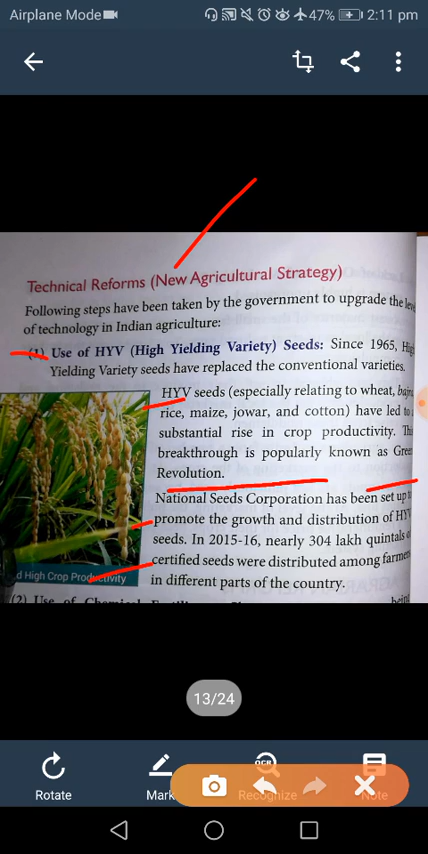 Airplane Mode 47% 2:11 pm
Technical Reforms (New Agricultural Strategy)
Following steps have been taken by the government to upgrade the
of technology in Indian agriculture:
(1) Use of HYV (High Yielding Variety) Seeds: Since 1965, High
Yielding Variety seeds have replaced the conventional varieties.
HYV seeds (especially relating to wheat, bajra
rice, maize, jowar, and cotton) have led to
substantial rise in crop productivity.
breakthrough is popularly known as Green
Revolution.
National Seeds Corporation has been set up
promote the growth and distribution of HYV
seeds. In 2015-16, nearly 304 lakh quintals
certified seeds were distributed among
in different parts of the country.
d High Crop Productivity
(2) Use of being
13/24
Rotate Mark Recognize Note
OCR